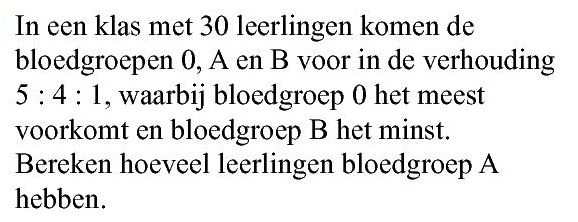 In een klas met 30 leerlingen komen de
bloedgroepen 0, A en B voor in de verhouding
5 : 4 : 1, waarbij bloedgroep 0 het meest
voorkomt en bloedgroep B het minst.
Bereken hoeveel leerlingen bloedgroep A
hebben.